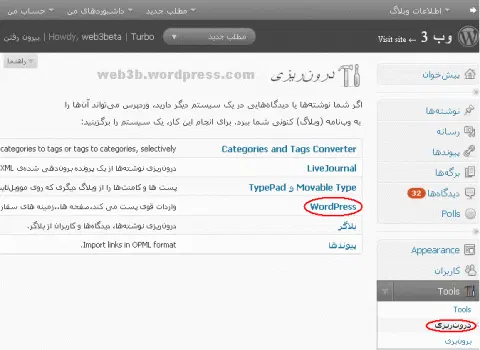 اطلاعات وبلاگ
مطلب جدید
داشبوردهای من
حساب من
وب 3
Visit site ←
مطلب جدید
Howdy, web3beta | Turbo | بیرون رفتن
راهنما
درون‌ریزی
web3b.wordpress.com
اگر شما نوشته‌ها یا دیدگاه‌هایی در یک سیستم دیگر دارید، وردپرس می‌تواند آن‌ها را
به وب‌نامه (وبلاگ) کنونی شما ببرد. برای انجام این کار، یک سیستم را برگزینید:
Categories and Tags Converter
categories to tags or tags to categories, selectively
LiveJournal
درون‌ریزی نوشته‌ها از یک پرونده برون‌دهی شده‌ی XML
Movable Type و TypePad
پست ها و کامنت‌ها را از وبلاگ دیگری که روی
WordPress
واردات قوی پست می کند،صفحه ها،،زمینه های سفار
بلاگر
درون‌ریزی نوشته‌ها، دیدگاه‌ها و کاربران از بلاگر.
پیوندها
Import links in OPML format.
پیش‌خوان
نوشته‌ها
رسانه
پیوندها
برگه‌ها
دیدگاه‌ها 32
Polls
Appearance
کاربران
Tools
Tools
درون‌ریزی
برون‌بری